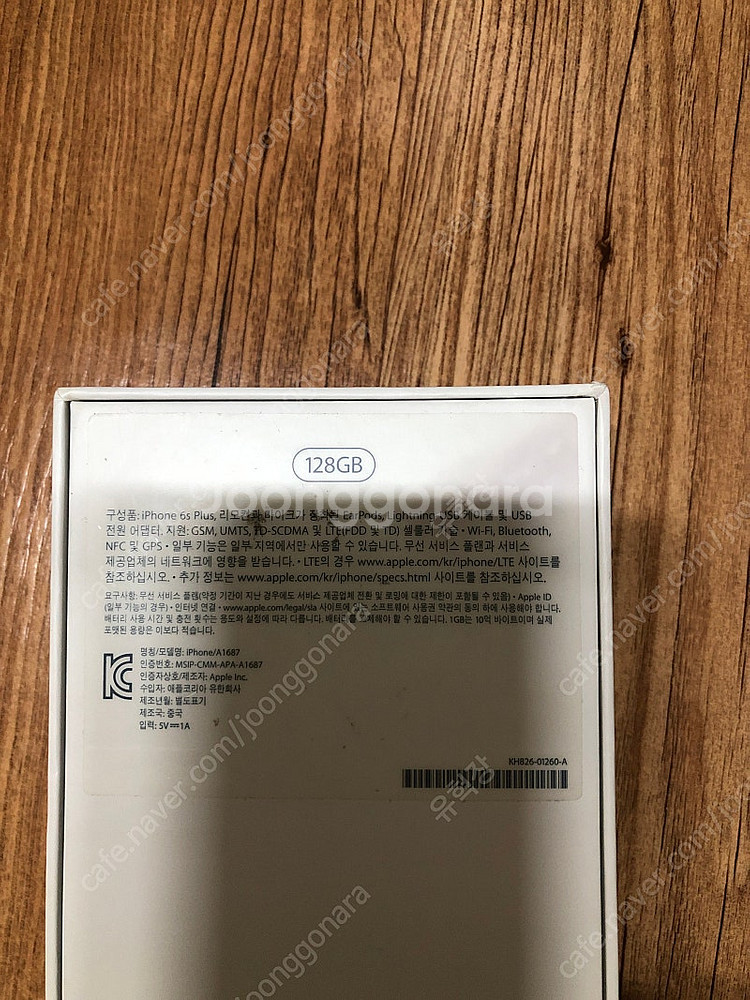 128GB
joonggonara
구성품: iPhone 6s Plus, 리모컨과 마이크가 장착된 EarPods, Lightning-USB 케이블 및 USB
전원 어댑터. 지원: GSM, UMTS, TD-SCDMA 및 LTE(FDD 및 TD) 셀룰러 기술 • Wi-Fi, Bluetooth,
NFC 및 GPS • 일부 기능은 일부 지역에서만 사용할 수 있습니다. 무선 서비스 플랜과 서비스
제공업체의 네트워크에 영향을 받습니다. • LTE의 경우 www.apple.com/kr/iphone/LTE 사이트를
참조하십시오. • 추가 정보는 www.apple.com/kr/iphone/specs.html 사이트를 참조하십시오.
요구사항: 무선 서비스 플랜(약정 기간이 지난 경우에도 서비스 제공업체 전환 및 로밍에 대한 제한이 포함될 수 있음) • Apple ID
(일부 기능의 경우) • 인터넷 연결 • www.apple.com/legal/sla 사이트에 있는 소프트웨어 사용권 약관의 동의 하에 사용해야 합니다.
배터리 사용 시간 및 충전 횟수는 용도와 설정에 따라 다릅니다. 배터리를 교체해야 할 수 있습니다. 1GB는 10억 바이트이며 실제
포맷된 용량은 이보다 적습니다.
명칭/모델명: iPhone/A1687
인증번호: MSIP-CMM-APA-A1687
인증자상호/제조자: Apple Inc.
수입자: 애플코리아 유한회사
제조년월: 별도표기
제조국: 중국
입력: 5V⎓1A
KH826-01260-A
cafe.naver.com/joonggonara
cafe.naver.com/joonggonara
cafe.naver.com/joonggonara